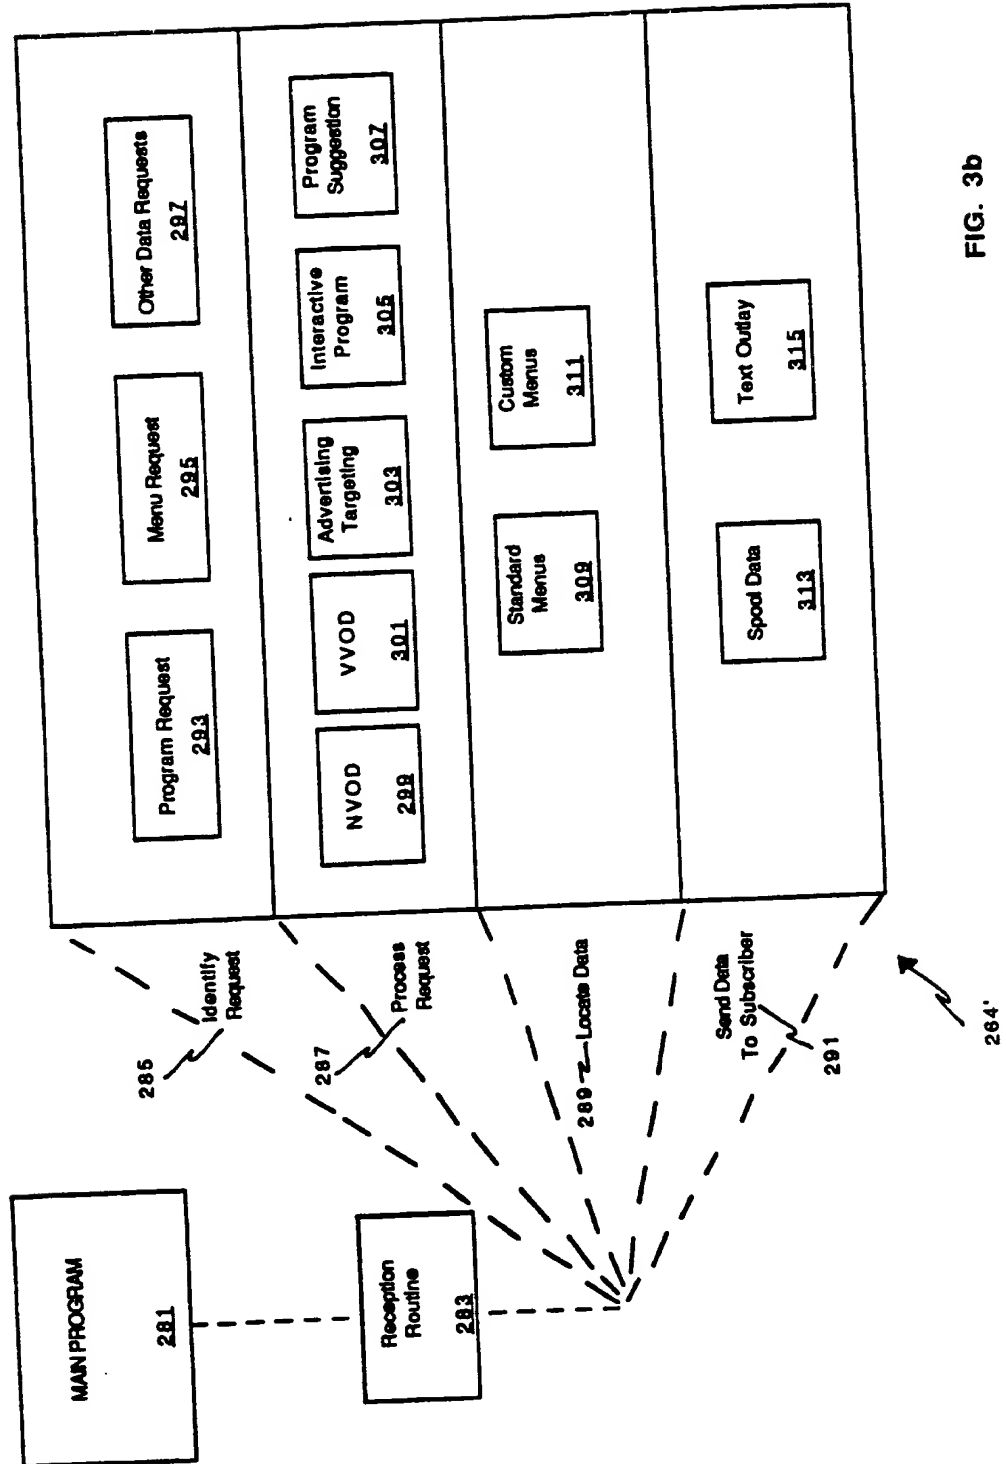 MAIN PROGRAM
281
Reception
Routine
283
285
Identify
Request
287
Process
Request
289
Locate Data
Send Data
To Subscriber
291
264'
Program Request
293
Menu Request
295
Other Data Requests
297
NVOD
299
VVOD
301
Advertising
Targeting
303
Interactive
Program
305
Program
Suggestion
307
Standard
Menus
309
Custom
Menus
311
Spool Data
313
Text Outlay
315
FIG. 3b